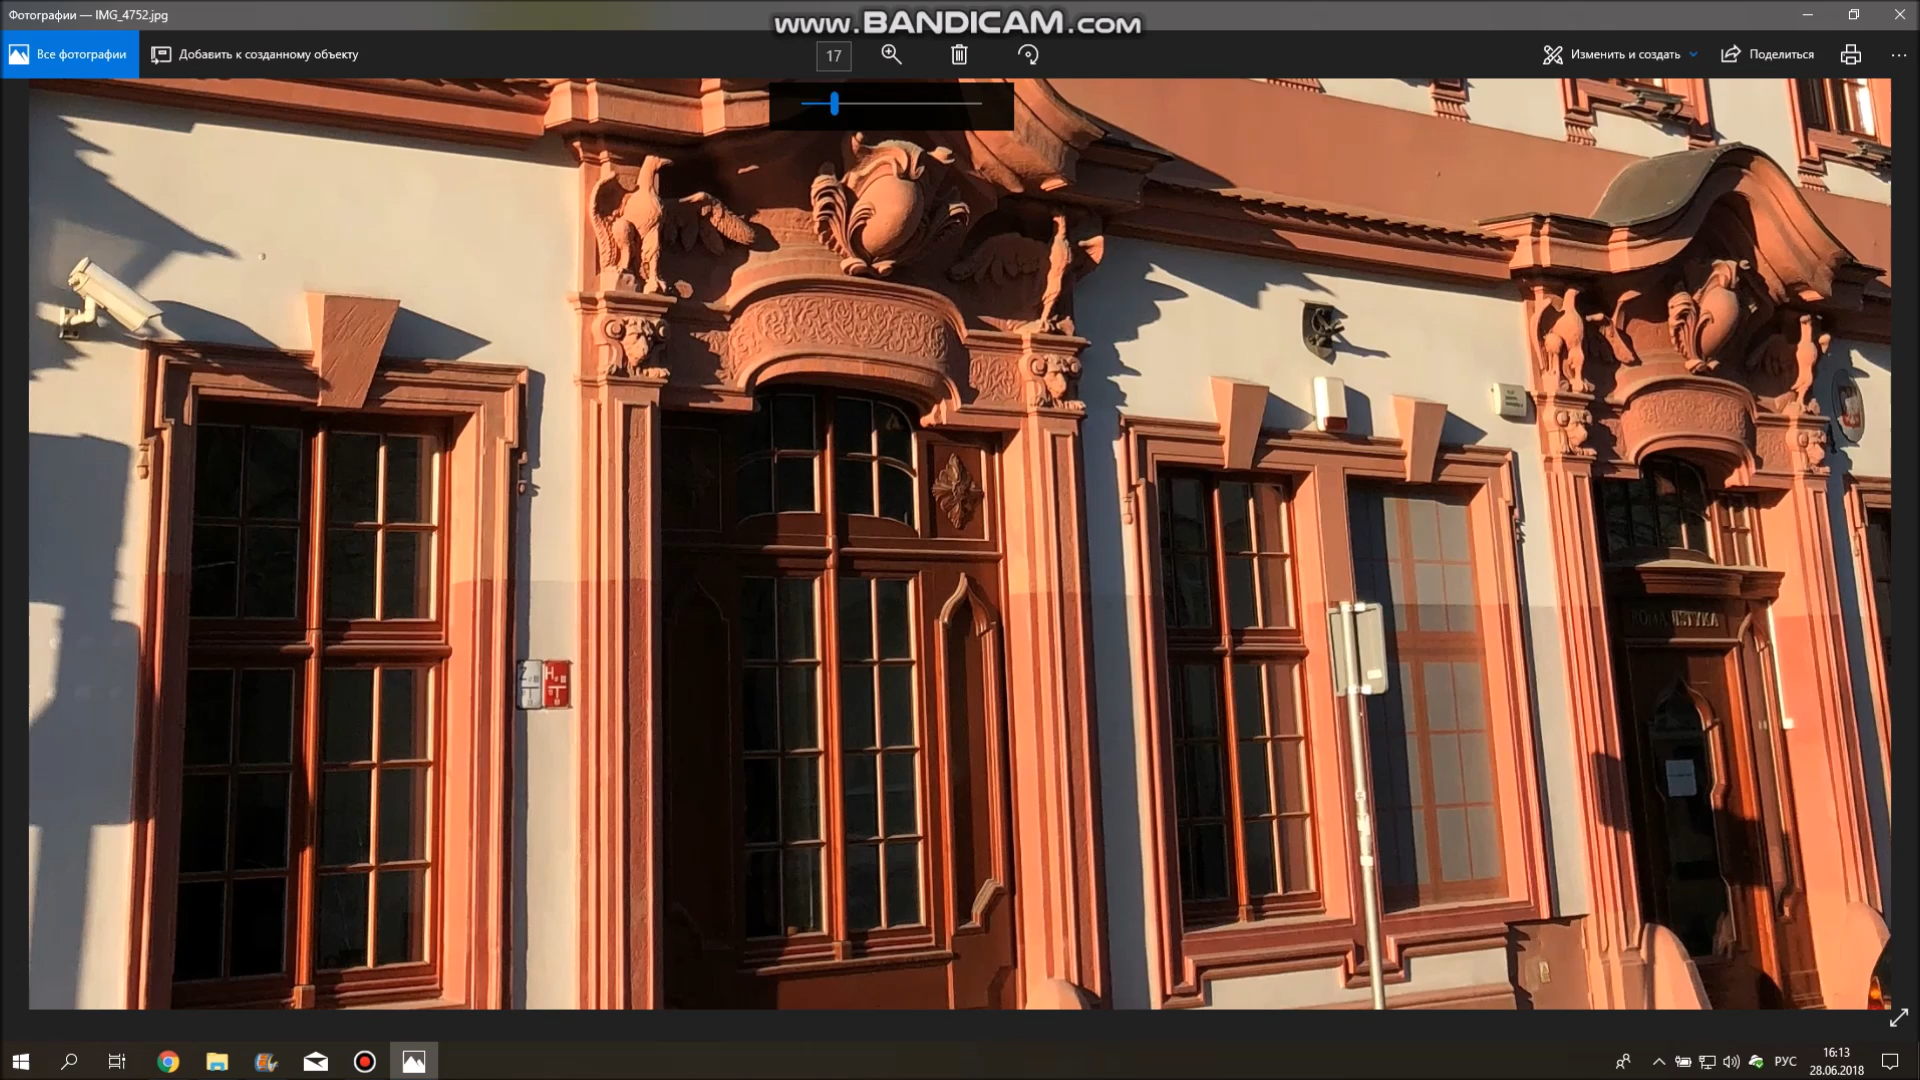 Фотографии — IMG_4752.jpg
www.BANDICAM.com
Все фотографии
Добавить к созданному объекту
17
Изменить и создать
Поделиться
Z
H
ROMANISTYKA
РУС
16:13
28.06.2018